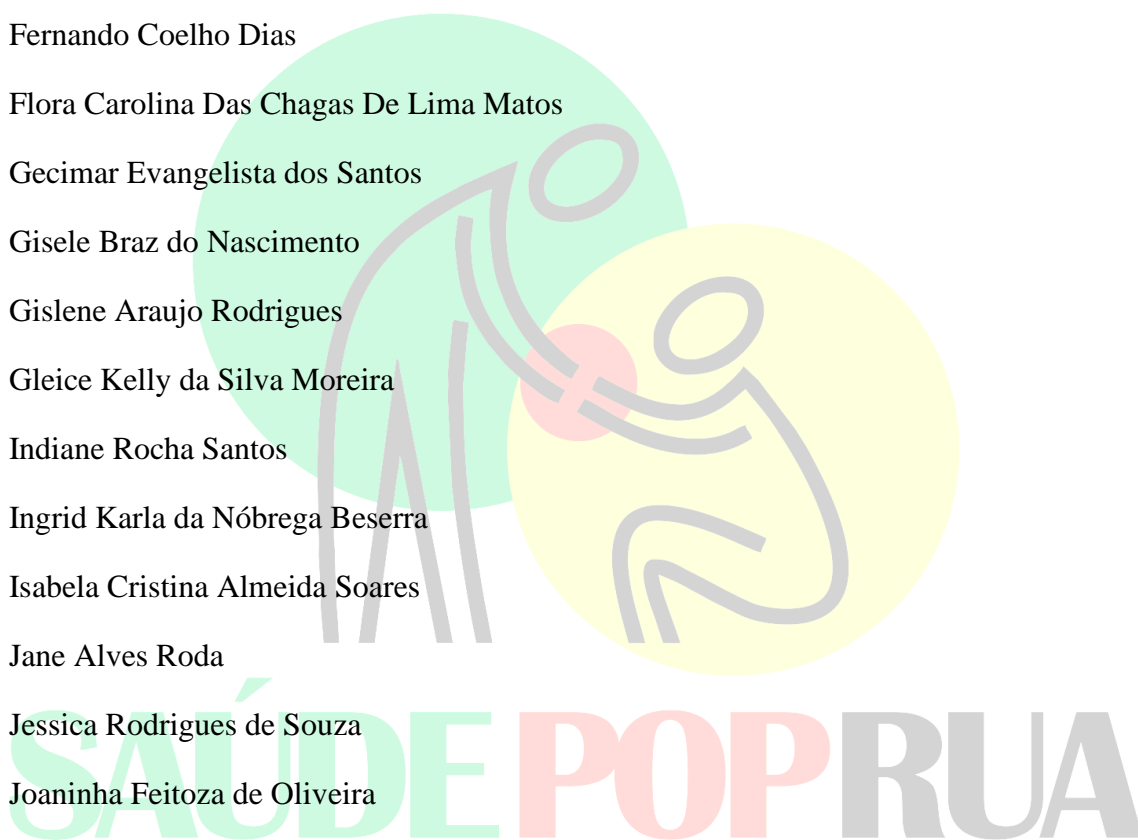 Fernando Coelho Dias
Flora Carolina Das Chagas De Lima Matos
Gecimar Evangelista dos Santos
Gisele Braz do Nascimento
Gislene Araujo Rodrigues
Gleice Kelly da Silva Moreira
Indiane Rocha Santos
Ingrid Karla da Nóbrega Beserra
Isabela Cristina Almeida Soares
Jane Alves Roda
Jessica Rodrigues de Souza
Joaninha Feitoza de Oliveira
SAÚDE POP RUA